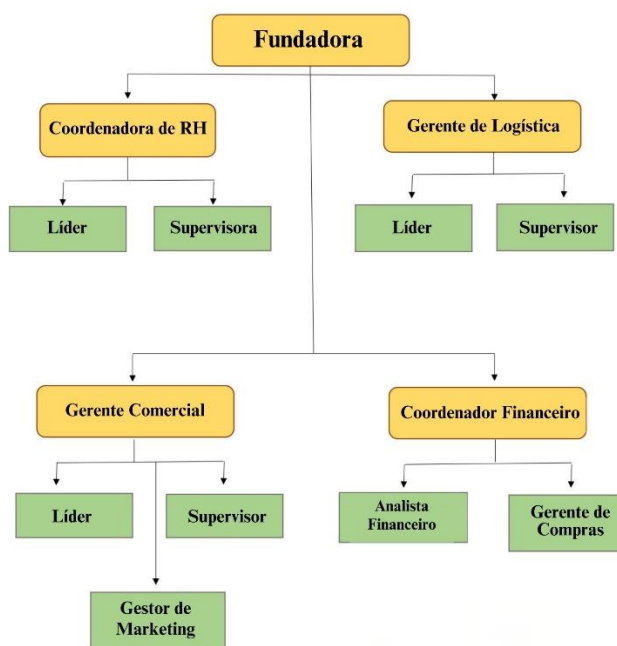 Fundadora
Coordenadora de RH
Gerente de Logística
Líder
Supervisora
Líder
Supervisor
Gerente Comercial
Coordenador Financeiro
Líder
Supervisor
Analista
Financeiro
Gerente de
Compras
Gestor de
Marketing